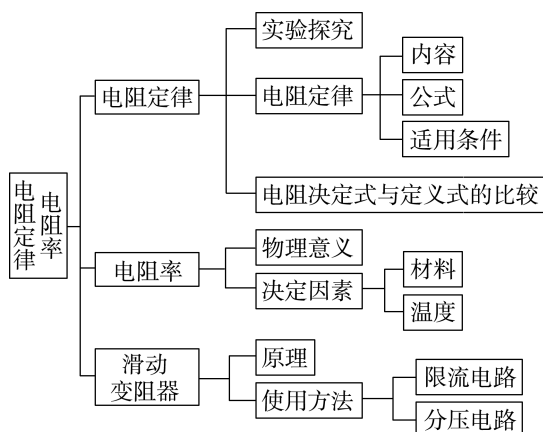 电阻定律
电阻率
电阻定律
实验探究
电阻定律
内容
公式
适用条件
电阻决定式与定义式的比较
电阻率
物理意义
决定因素
材料
温度
滑动
变阻器
原理
使用方法
限流电路
分压电路